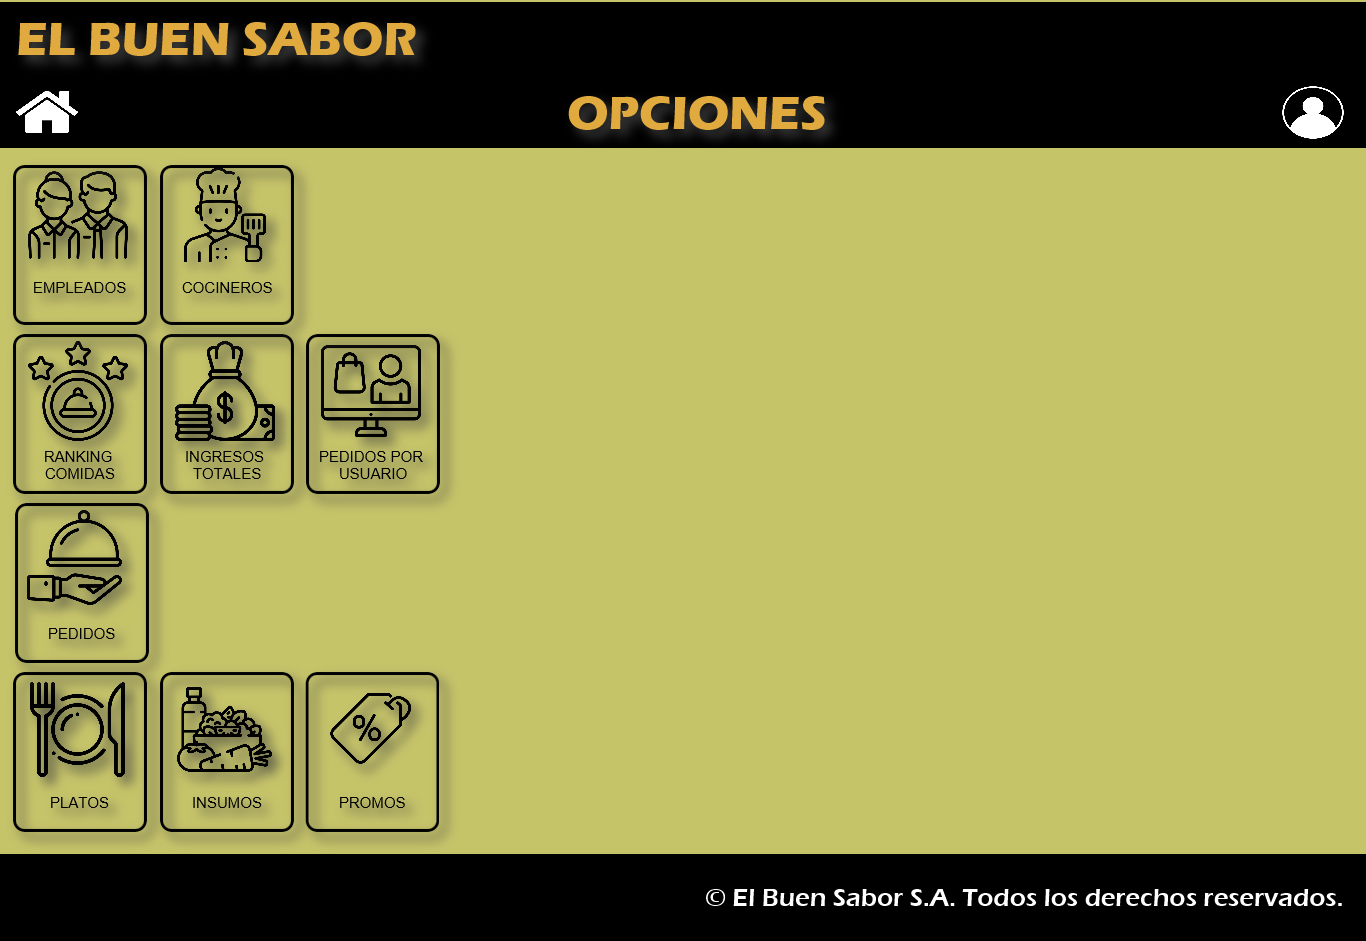 EL BUEN SABOR
OPCIONES
EMPLEADOS
COCINEROS
RANKING
COMIDAS
INGRESOS
TOTALES
PEDIDOS POR
USUARIO
PEDIDOS
PLATOS
INSUMOS
PROMOS
© El Buen Sabor S.A. Todos los derechos reservados.